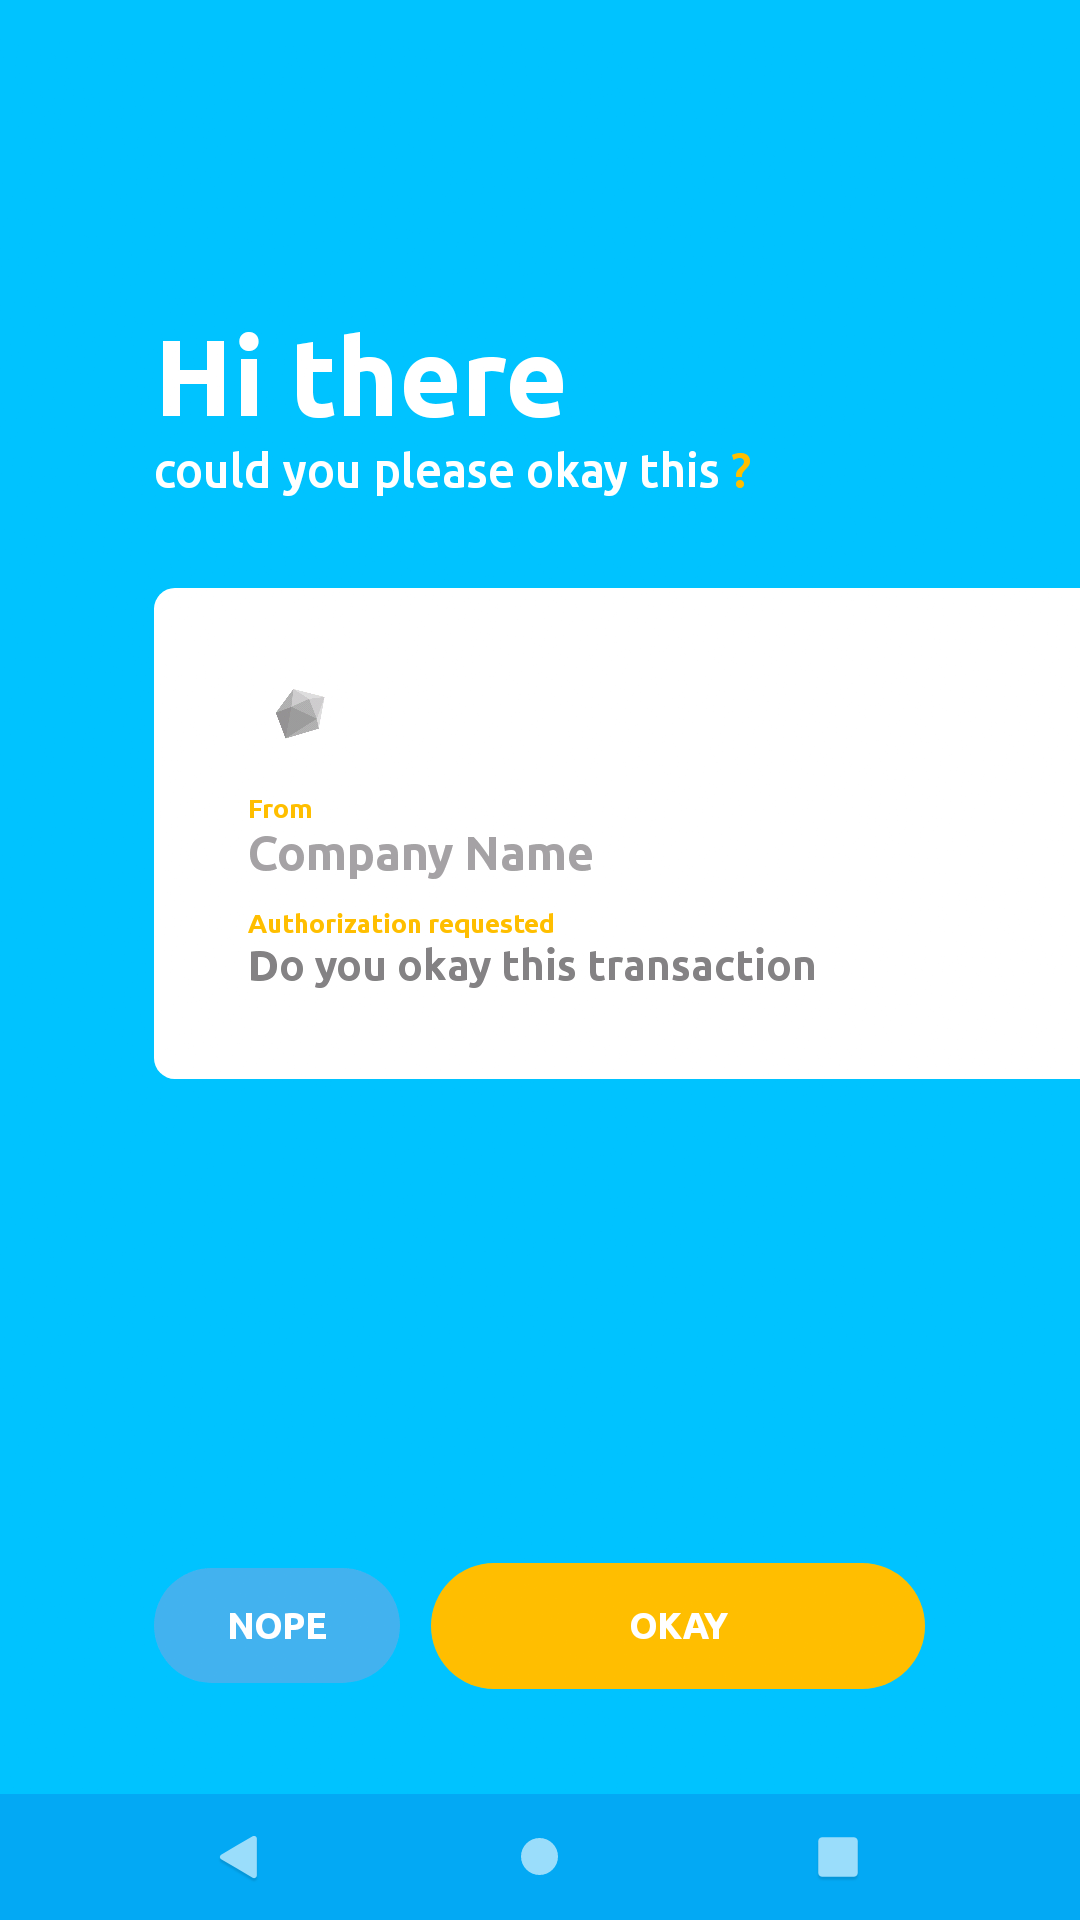 Hi there
could you please okay this ?
From
Company Name
Authorization requested
Do you okay this transaction
NOPE
OKAY